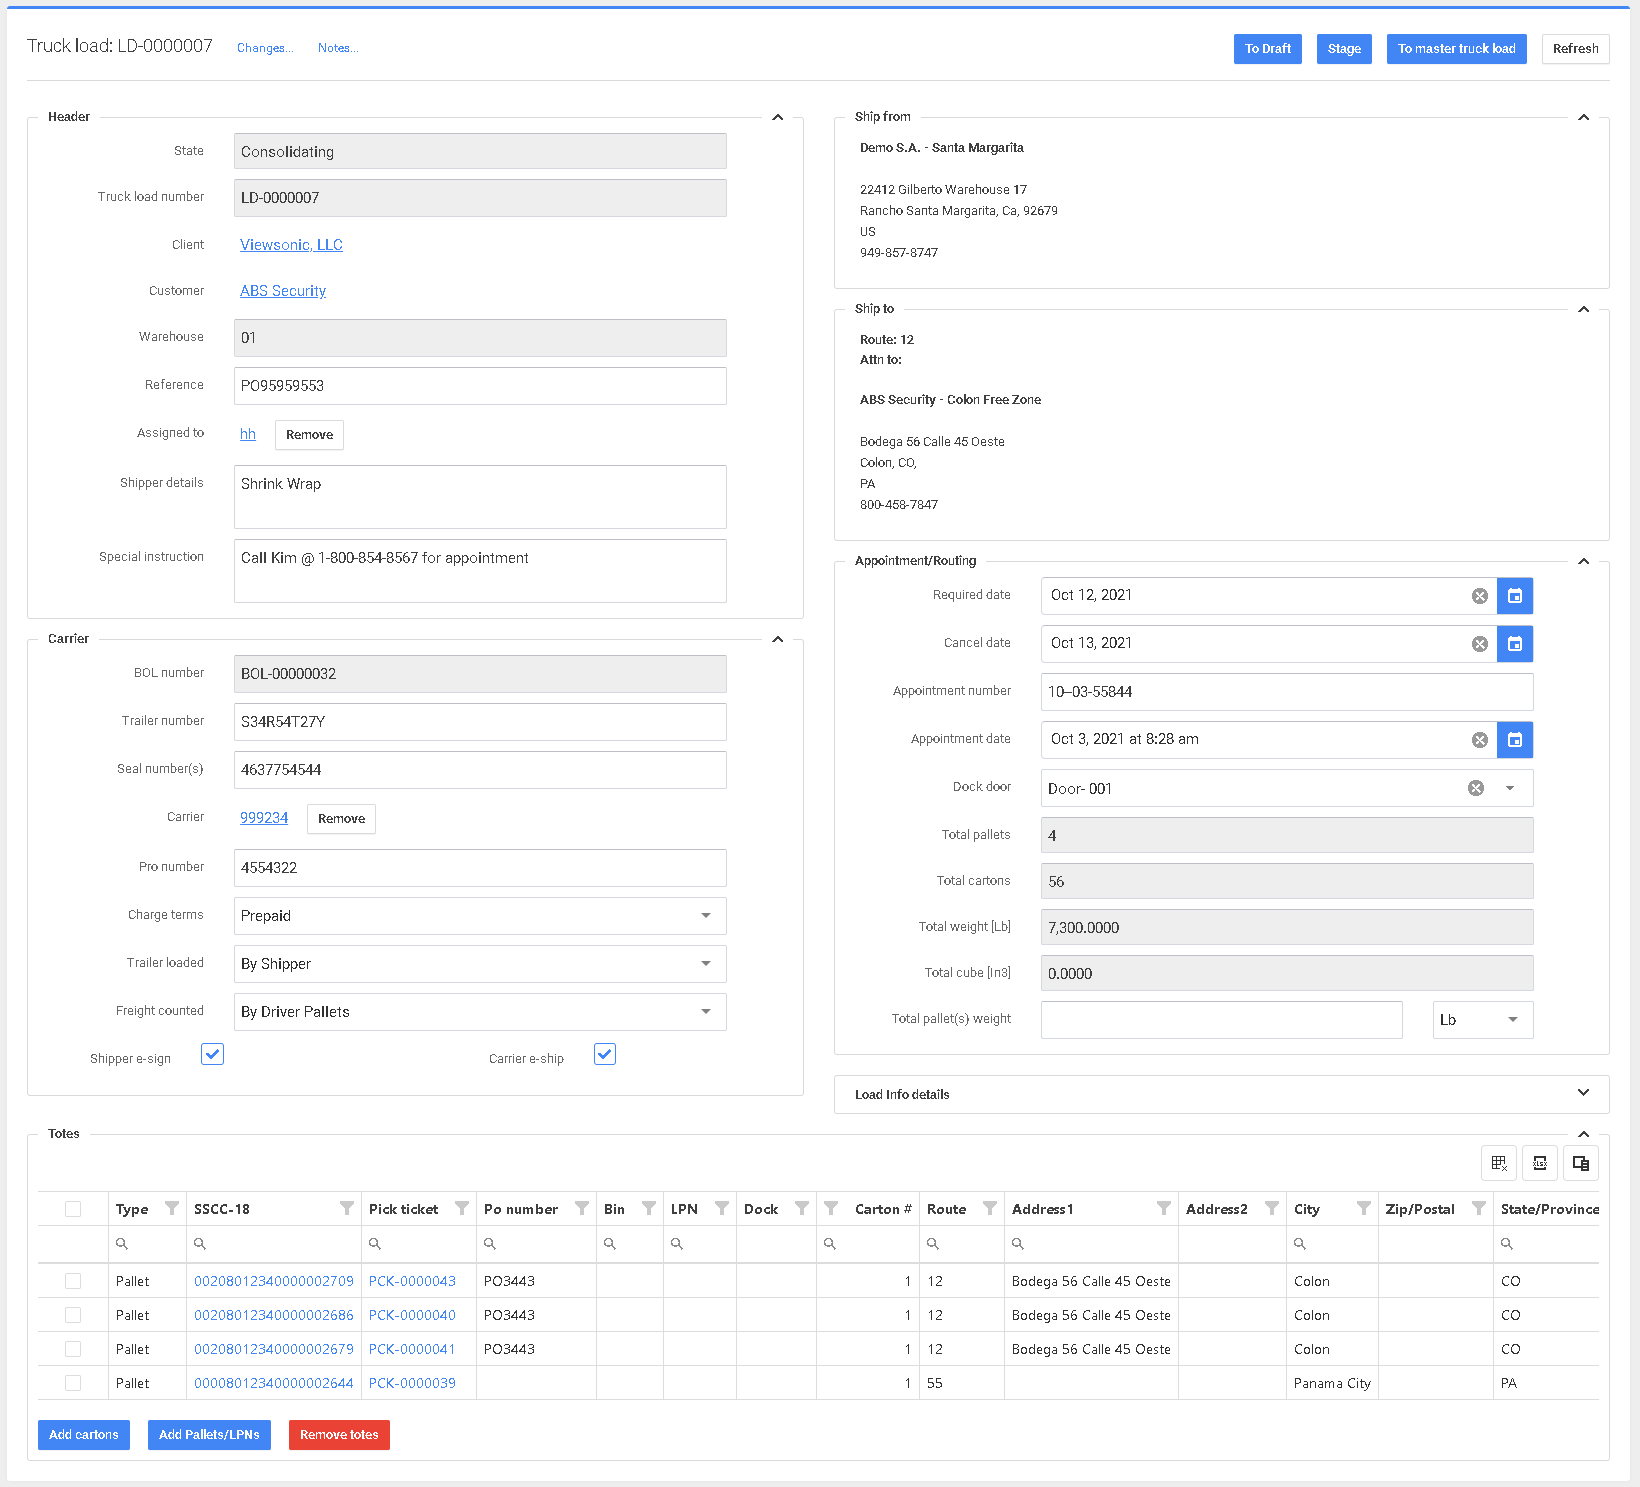 Truck load: LD-0000007 Changes... Notes...
To Draft Stage To master truck load Refresh
Header
State Consolidating
Truck load number LD-0000007
Client Viewsonic, LLC
Customer ABS Security
Warehouse 01
Reference PO95959553
Assigned to hh Remove
Shipper details Shrink Wrap
Special instruction Call Kim @ 1-800-854-8567 for appointment
Carrier
BOL number BOL-00000032
Trailer number S34R54T27Y
Seal number(s) 4637754544
Carrier 999234 Remove
Pro number 4554322
Charge terms Prepaid
Trailer loaded By Shipper
Freight counted By Driver Pallets
Shipper e-sign Carrier e-ship
Ship from
Demo S.A. - Santa Margarita
22412 Gilberto Warehouse 17
Rancho Santa Margarita, Ca, 92679
US
949-857-8747
Ship to
Route: 12
Attn to:
ABS Security - Colon Free Zone
Bodega 56 Calle 45 Oeste
Colon, CO,
PA
800-458-7847
Appointment/Routing
Required date Oct 12, 2021
Cancel date Oct 13, 2021
Appointment number 10--03-55844
Appointment date Oct 3, 2021 at 8:28 am
Dock door Door- 001
Total pallets 4
Total cartons 56
Total weight [Lb] 7,300.0000
Total cube [In3] 0.0000
Total pallet(s) weight Lb
Load Info details
Totes
XLSX
Type SSCC-18 Pick ticket Po number Bin LPN Dock Carton # Route Address1 Address2 City Zip/Postal State/Province
Pallet 00208012340000002709 PCK-0000043 PO3443 1 12 Bodega 56 Calle 45 Oeste Colon CO
Pallet 00208012340000002686 PCK-0000040 PO3443 1 12 Bodega 56 Calle 45 Oeste Colon CO
Pallet 00208012340000002679 PCK-0000041 PO3443 1 12 Bodega 56 Calle 45 Oeste Colon CO
Pallet 00008012340000002644 PCK-0000039 1 55 Panama City PA
Add cartons Add Pallets/LPNs Remove totes